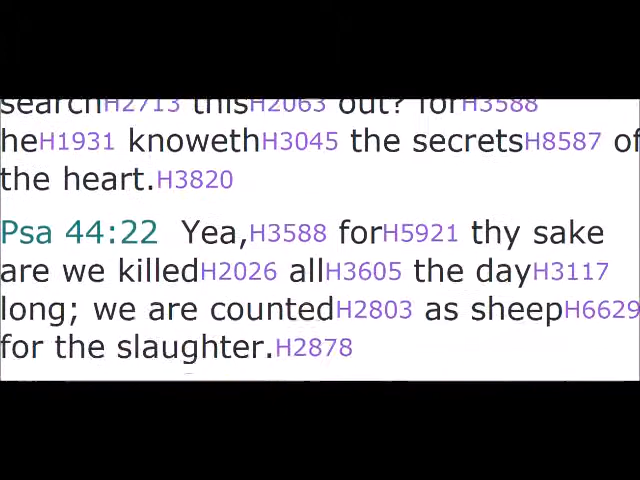 searchH2713 thisH2063 out? forH3588
heH1931 knowethH3045 the secretsH8587 of
the heart.H3820
Psa 44:22 Yea,H3588 forH5921 thy sake
are we killedH2026 allH3605 the dayH3117
long; we are countedH2803 as sheepH6629
for the slaughter.H2878